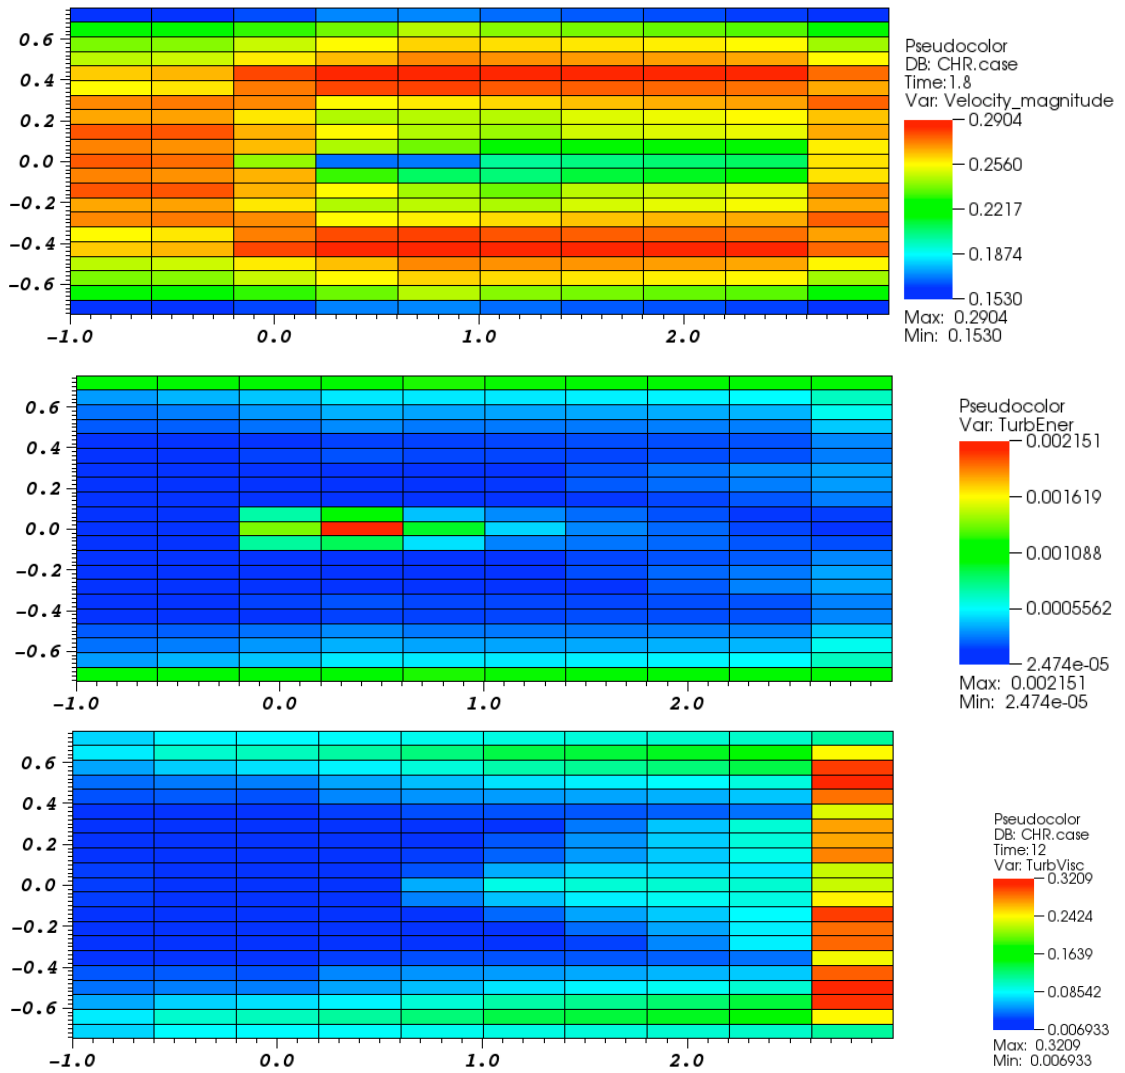 0.6
0.4
0.2
0.0
-0.2
-0.4
-0.6
-1.0 0.0 1.0 2.0
Pseudocolor
DB: CHR.case
Time:1.8
Var: Velocity_magnitude
0.2904
0.2560
0.2217
0.1874
0.1530
Max: 0.2904
Min: 0.1530
0.6
0.4
0.2
0.0
-0.2
-0.4
-0.6
-1.0 0.0 1.0 2.0
Pseudocolor
Var: TurbEner
0.002151
0.001619
0.001088
0.0005562
2.474e-05
Max: 0.002151
Min: 2.474e-05
0.6
0.4
0.2
0.0
-0.2
-0.4
-0.6
-1.0 0.0 1.0 2.0
Pseudocolor
DB: CHR.case
Time:12
Var: TurbVisc
0.3209
0.2424
0.1639
0.08542
0.006933
Max: 0.3209
Min: 0.006933